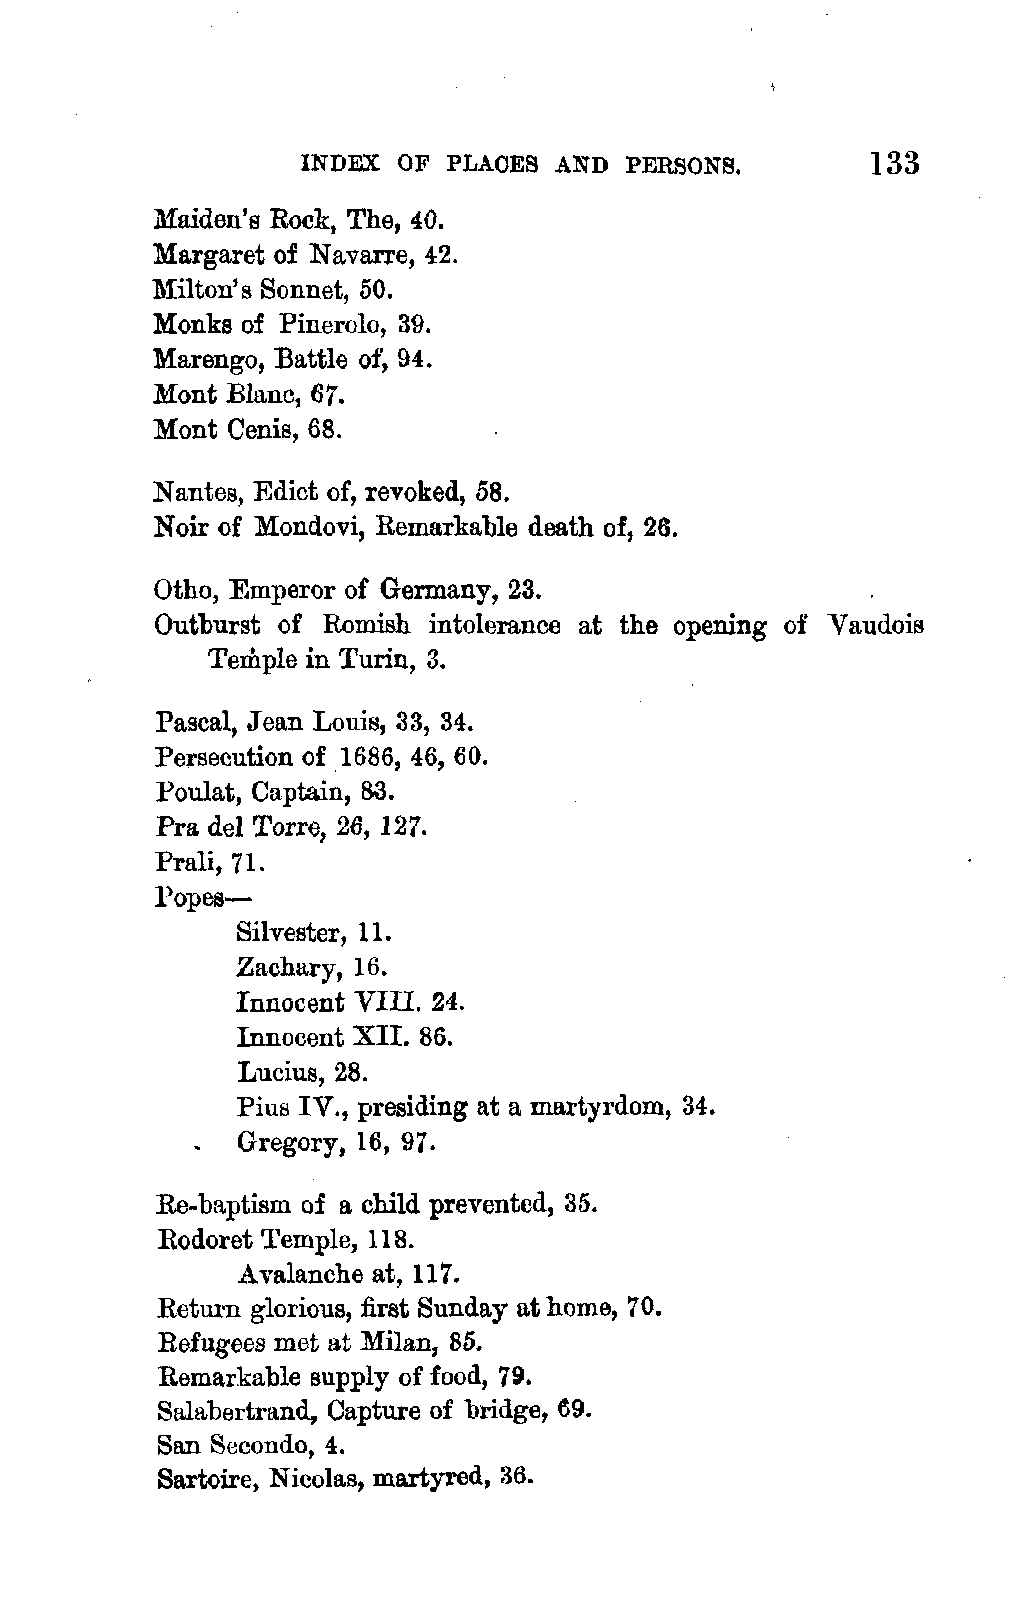 INDEX OF PLACES AND PERSONS. 133
Maiden's Rock, The, 40.
Margaret of Navarre, 42.
Milton's Sonnet, 50.
Monks of Pinerolo, 39.
Marengo, Battle of, 94.
Mont Blanc, 67.
Mont Cenis, 68.
Nantes, Edict of, revoked, 58.
Noir of Mondovi, Remarkable death of, 26.
Otho, Emperor of Germany, 23.
Outburst of Romish intolerance at the opening of Vaudois
Temple in Turin, 3.
Pascal, Jean Louis, 33, 34.
Persecution of 1686, 46, 60.
Poulat, Captain, 83.
Pra del Torre, 26, 127.
Prali, 71.
Popes—
Silvester, 11.
Zachary, 16.
Innocent VIII. 24.
Innocent XII. 86.
Lucius, 28.
Pius IV., presiding at a martyrdom, 34.
Gregory, 16, 97.
Re-baptism of a child prevented, 35.
Rodoret Temple, 118.
Avalanche at, 117.
Return glorious, first Sunday at home, 70.
Refugees met at Milan, 85.
Remarkable supply of food, 79.
Salabertrand, Capture of bridge, 69.
San Secondo, 4.
Sartoire, Nicolas, martyred, 36.